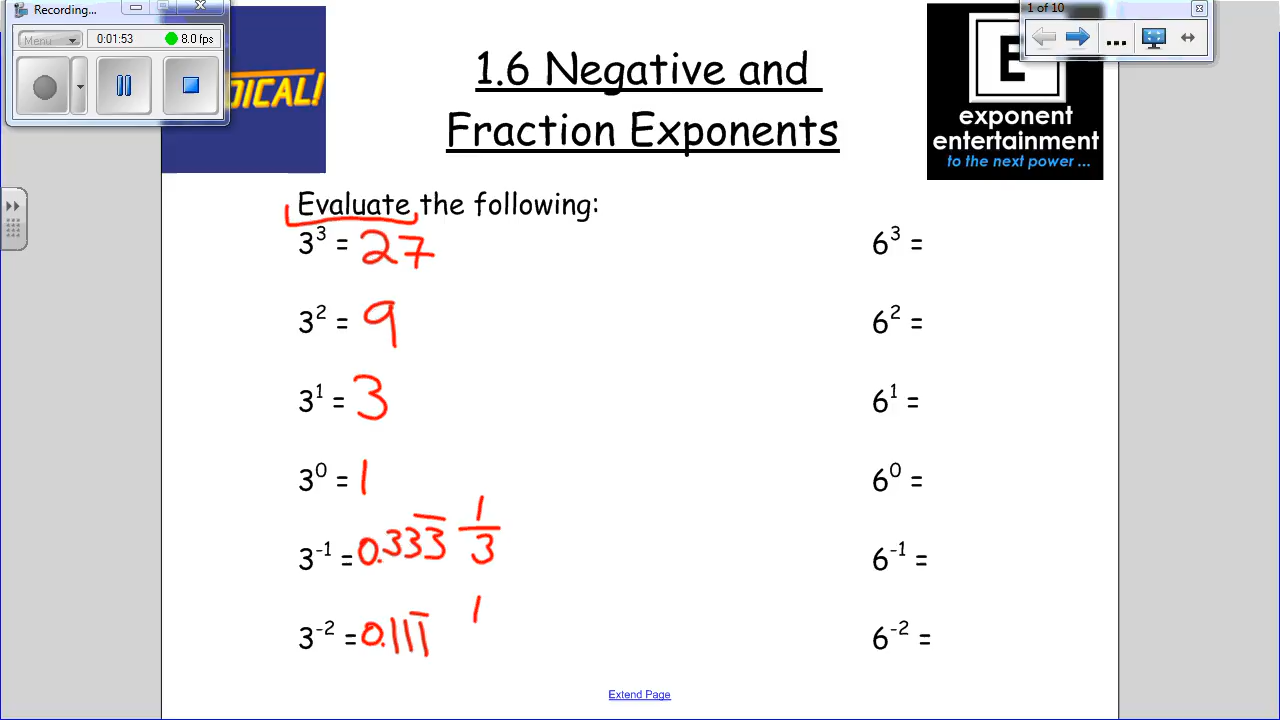 Recording...
1 of 10
Menu
0:01:53
8.0 fps
...
DICAL!
E
exponent
entertainment
to the next power ...
1.6 Negative and
Fraction Exponents
Evaluate the following:
3³ = 27
6³ =
3² = 9
6² =
3¹ = 3
6¹ =
3⁰ = 1
6⁰ =
3⁻¹ = 0.333̅ 1/3
6⁻¹ =
3⁻² = 0.111̅ 1
6⁻² =
Extend Page